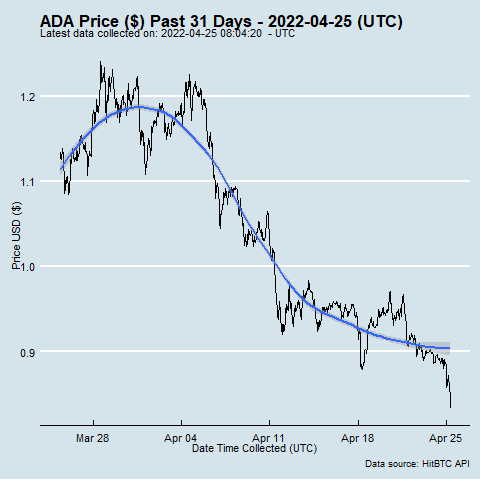 ADA Price ($) Past 31 Days - 2022-04-25 (UTC)
Latest data collected on: 2022-04-25 08:04:20 - UTC
Price USD ($)
1.2
1.1
1.0
0.9
Mar 28 Apr 04 Apr 11 Apr 18 Apr 25
Date Time Collected (UTC)
Data source: HitBTC API